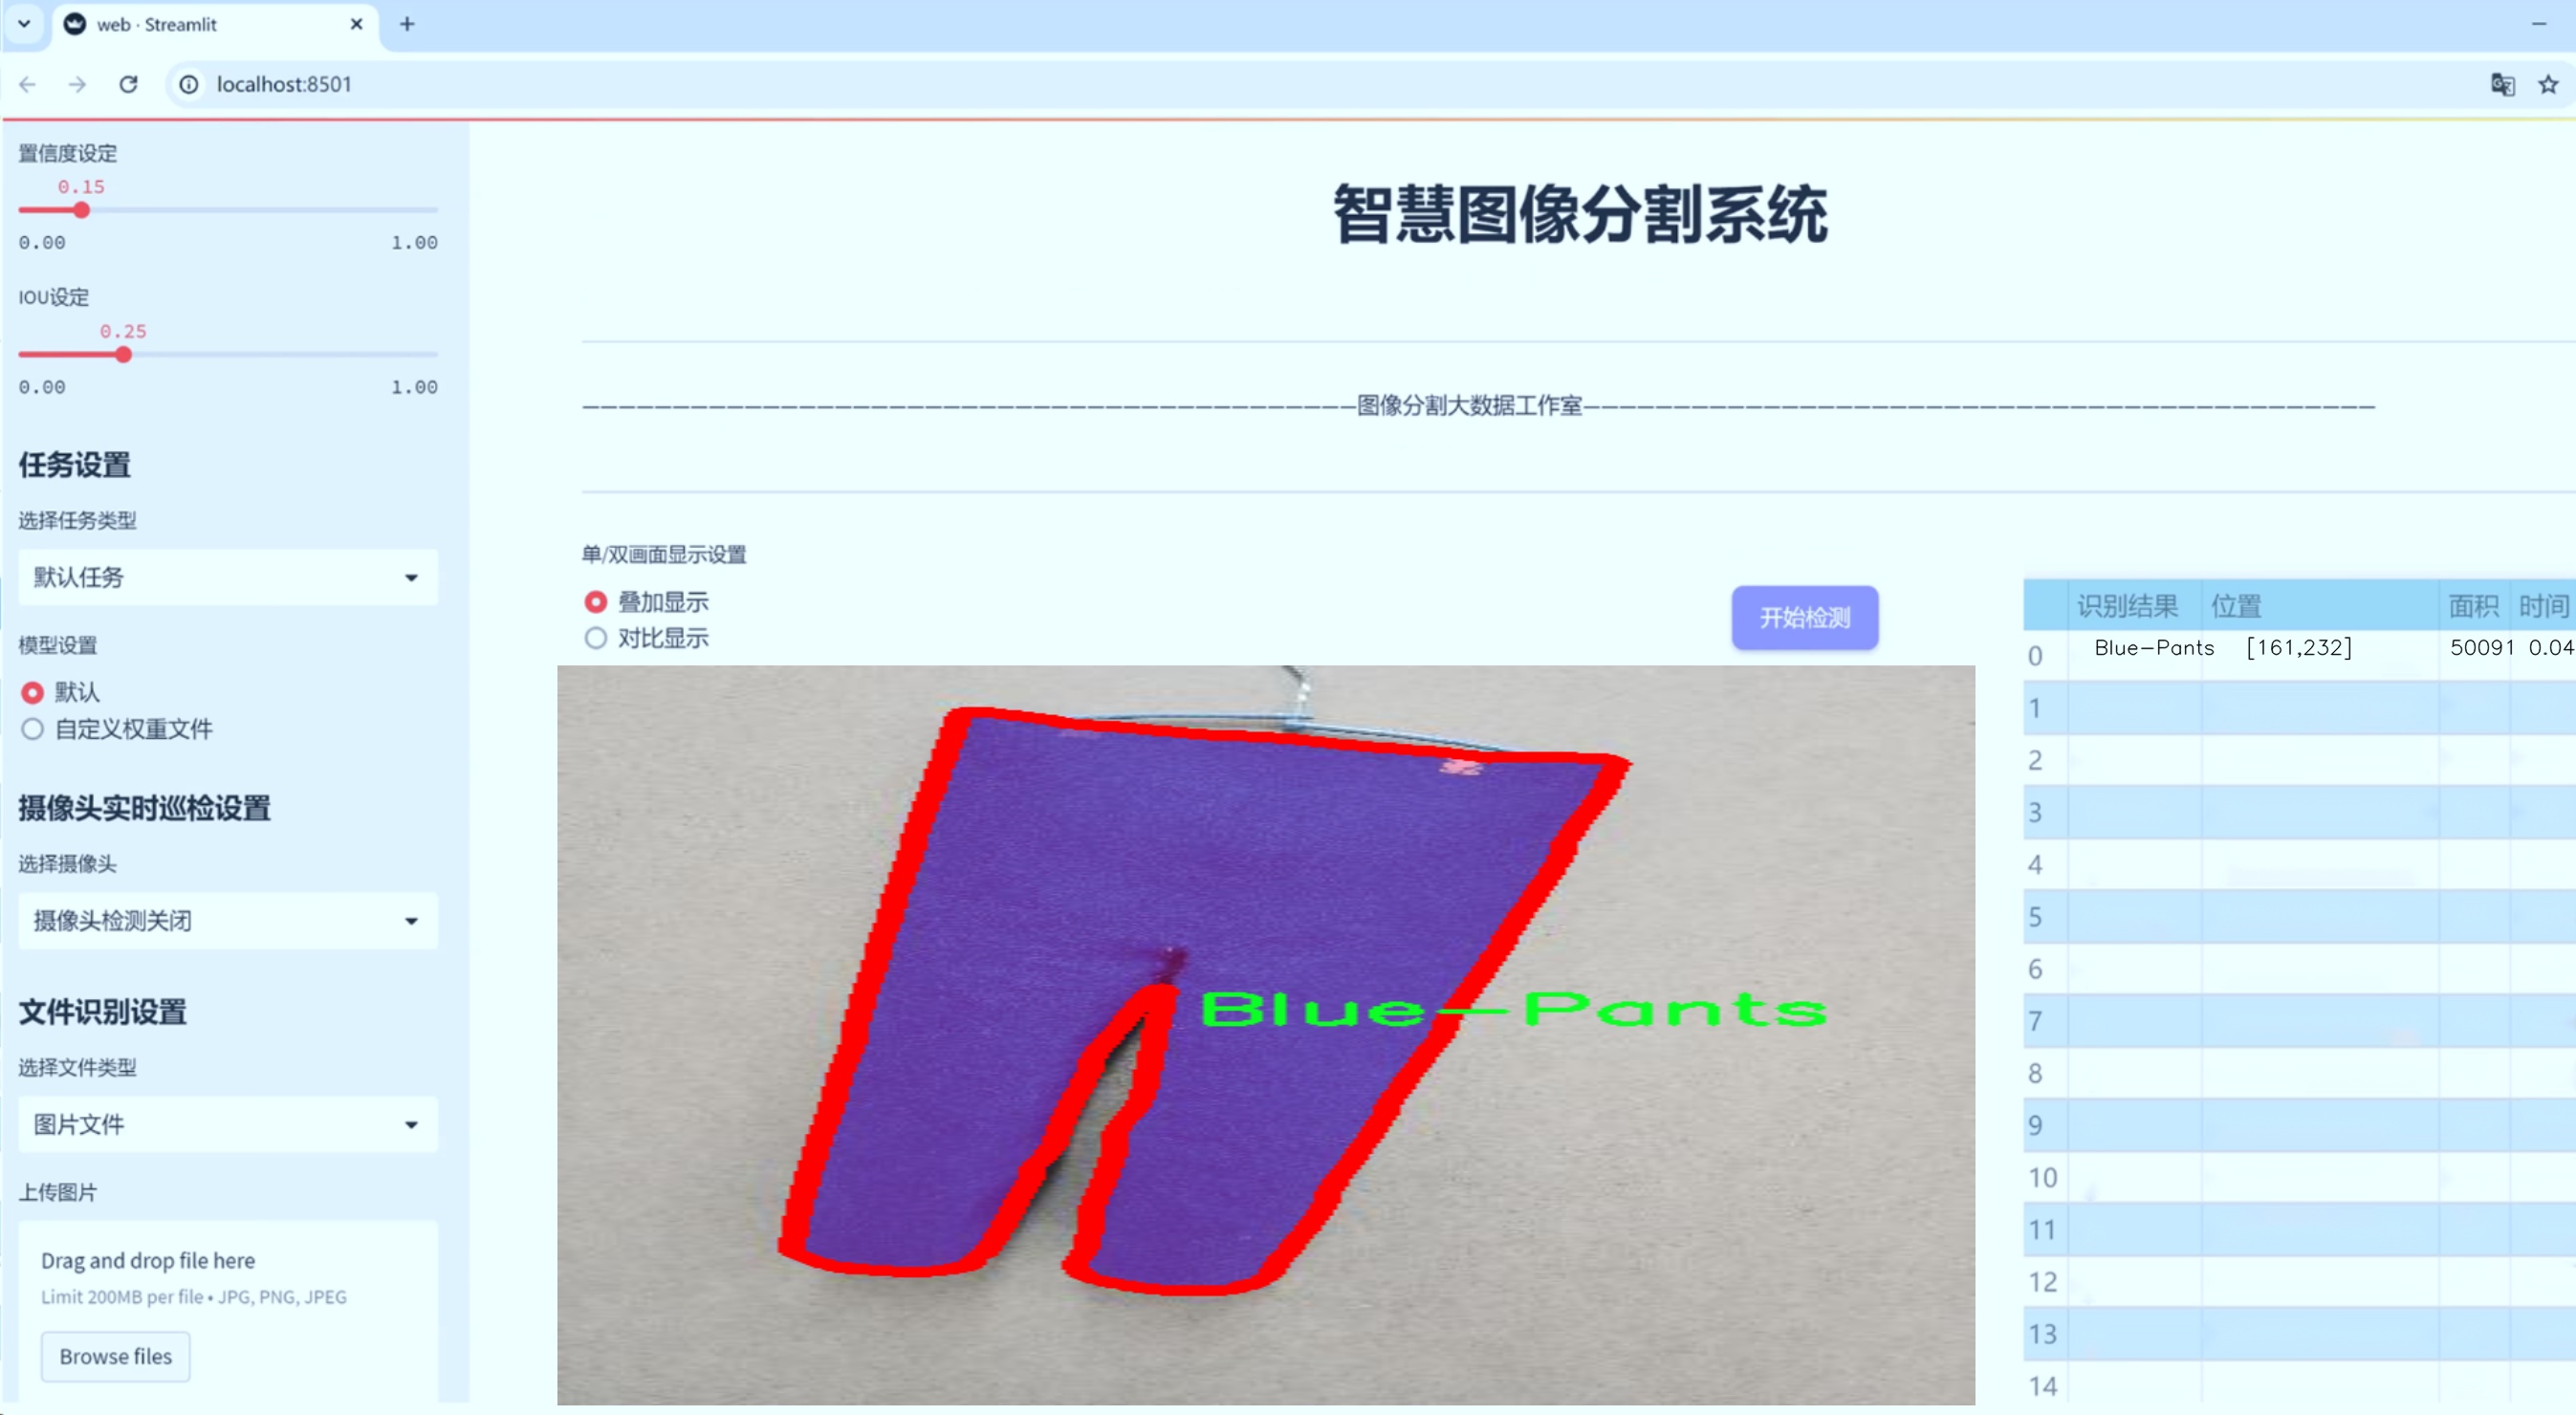 web · Streamlit
localhost:8501
置信度设定
0.15
0.00 1.00
IOU设定
0.25
0.00 1.00
任务设置
选择任务类型
默认任务
模型设置
默认
自定义权重文件
摄像头实时巡检设置
选择摄像头
摄像头检测关闭
文件识别设置
选择文件类型
图片文件
上传图片
Drag and drop file here
Limit 200MB per file • JPG, PNG, JPEG
Browse files
智慧图像分割系统
———————————————————————————————————————————图像分割大数据工作室————————————————————————————————————————————
单/双画面显示设置
叠加显示
对比显示
开始检测
Blue-Pants
识别结果 位置 面积 时间
0 Blue-Pants [161,232] 50091 0.04
1
2
3
4
5
6
7
8
9
10
11
12
13
14